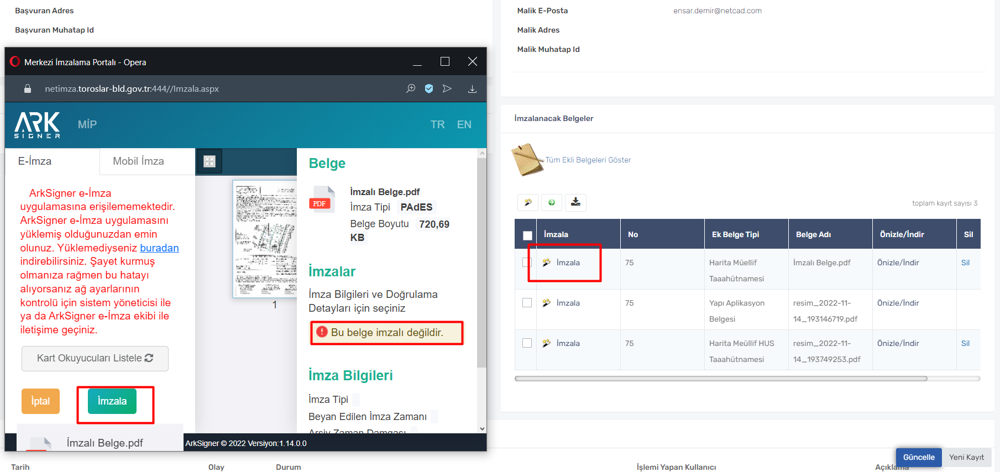 Başvuran Adres
Başvuran Muhatap Id
Malik E-Posta
ensar.demir@netcad.com
Malik Adres
Malik Muhatap Id
Merkezi İmzalama Portalı - Opera
netimza.toroslar-bld.gov.tr:444//Imzala.aspx
ARK
SIGNER
MİP
TR
EN
E-İmza
Mobil İmza
ArkSigner e-İmza
uygulamasına erişilememektedir.
ArkSigner e-İmza uygulamasını
yüklemiş olduğunuzdan emin
olunuz. Yüklemediyseniz buradan
indirebilirsiniz. Şayet kurmuş
olmanıza rağmen bu hatayı
alıyorsanız ağ ayarlarının
kontrolü için sistem yöneticisi ile
ya da ArkSigner e-İmza ekibi ile
iletişime geçiniz.
Kart Okuyucuları Listele
İptal
İmzala
İmzalı Belge.pdf
1
Belge
PDF
İmzalı Belge.pdf
İmza Tipi PAdES
Belge Boyutu 720,69
KB
İmzalar
İmza Bilgileri ve Doğrulama
Detayları için seçiniz
Bu belge imzalı değildir.
İmza Bilgileri
İmza Tipi
Beyan Edilen İmza Zamanı
Arşiv Zaman Damgası
ArkSigner © 2022 Versiyon:1.14.0.0
İmzalanacak Belgeler
Tüm Ekli Belgeleri Göster
toplam kayıt sayısı 3
İmzala No Ek Belge Tipi Belge Adı Önizle/İndir Sil
İmzala 75 Harita Müellif İmzalı Belge.pdf Önizle/İndir Sil
Taaahütnamesi
İmzala 75 Yapı Aplikasyon resim_2022-11- Önizle/İndir
Belgesi 14_193146719.pdf
İmzala 75 Harita Meüllif HUS resim_2022-11- Önizle/İndir Sil
Taaahütnamesi 14_193749253.pdf
Güncelle
Yeni Kayıt
Tarih Olay Durum İşlemi Yapan Kullanıcı Açıklama